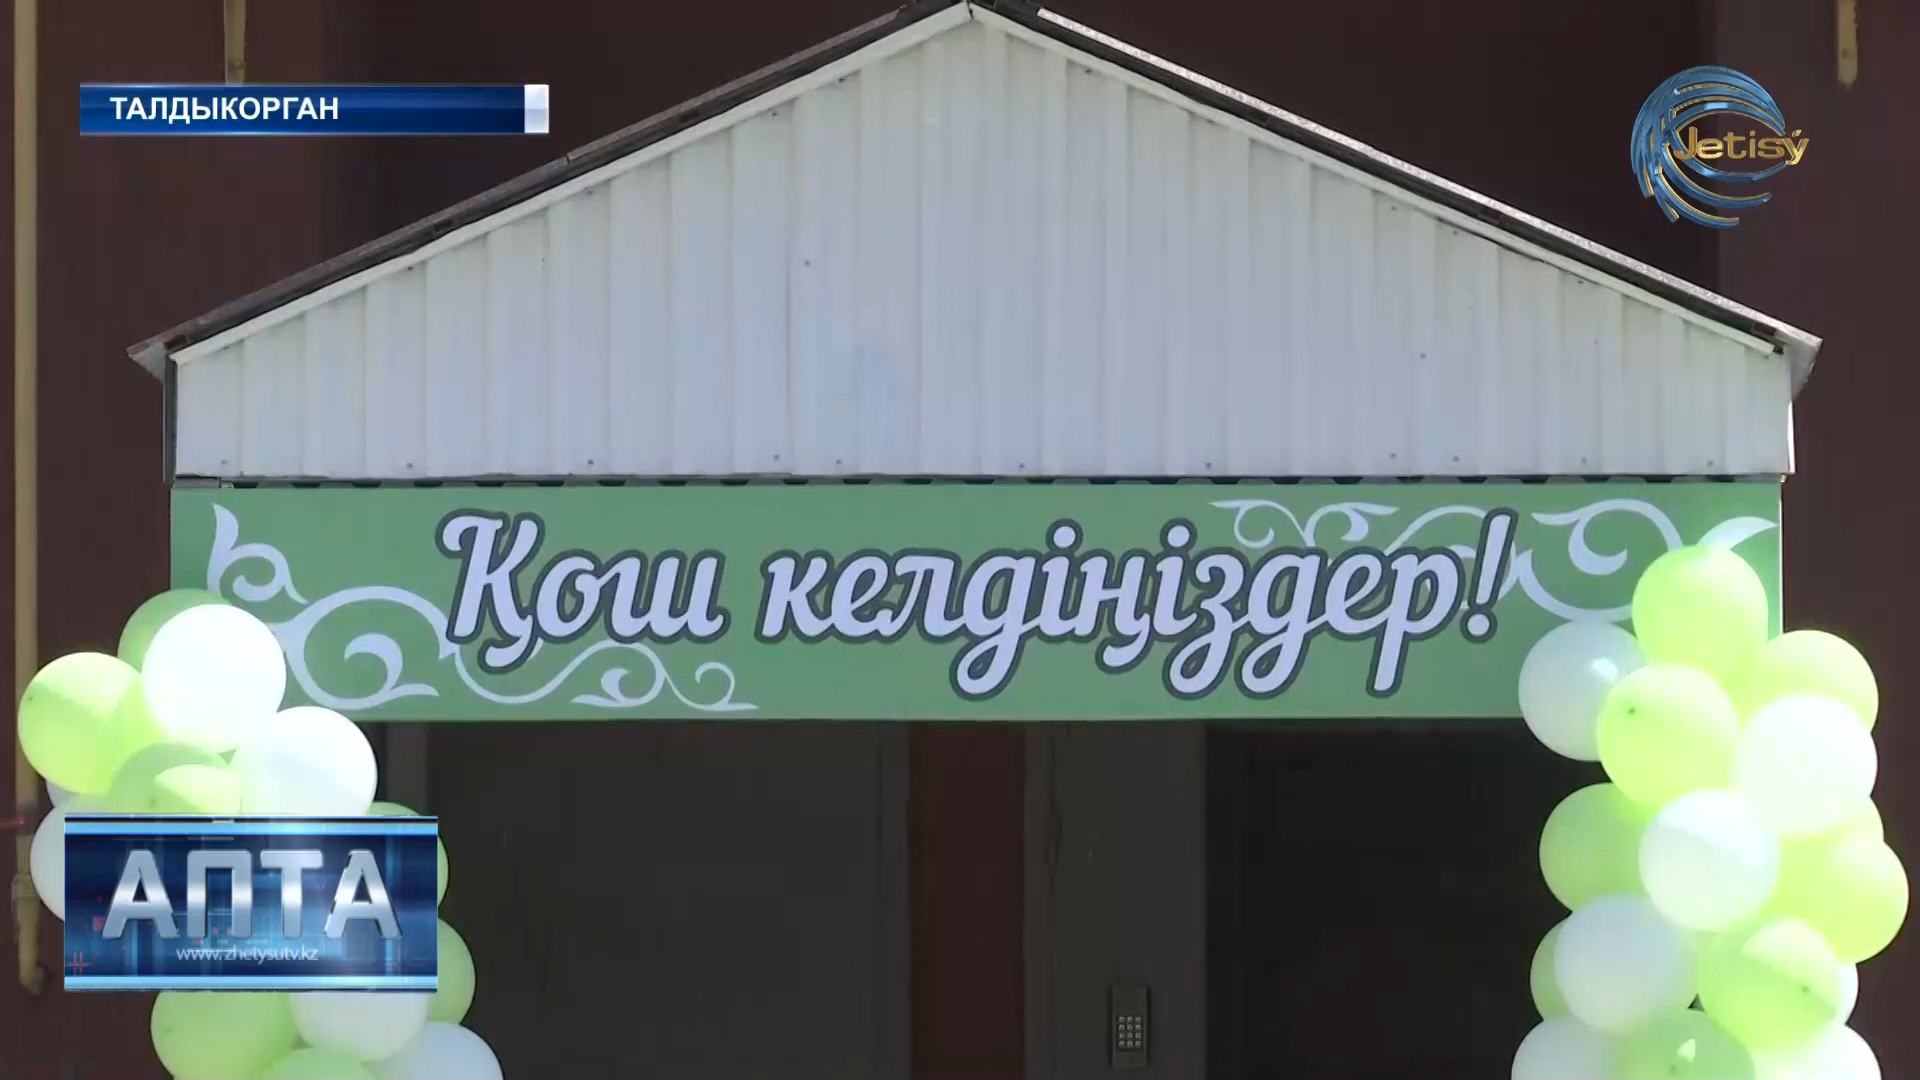 ТАЛДЫКОРГАН
Jetisý
Қош келдіңіздер!
АПТА
www.zhetysutv.kz